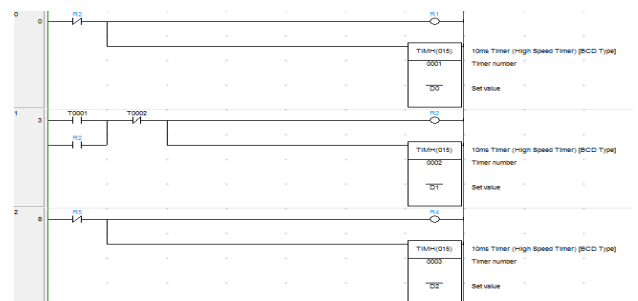 0
0
R2
R1
TIMH(015)
10ms Timer (High Speed Timer) [BCD Type]
0001
Timer number
D0
Set value
1
3
T0001
T0002
R2
R2
TIMH(015)
10ms Timer (High Speed Timer) [BCD Type]
0002
Timer number
D1
Set value
2
8
R5
R4
TIMH(015)
10ms Timer (High Speed Timer) [BCD Type]
0003
Timer number
D2
Set value